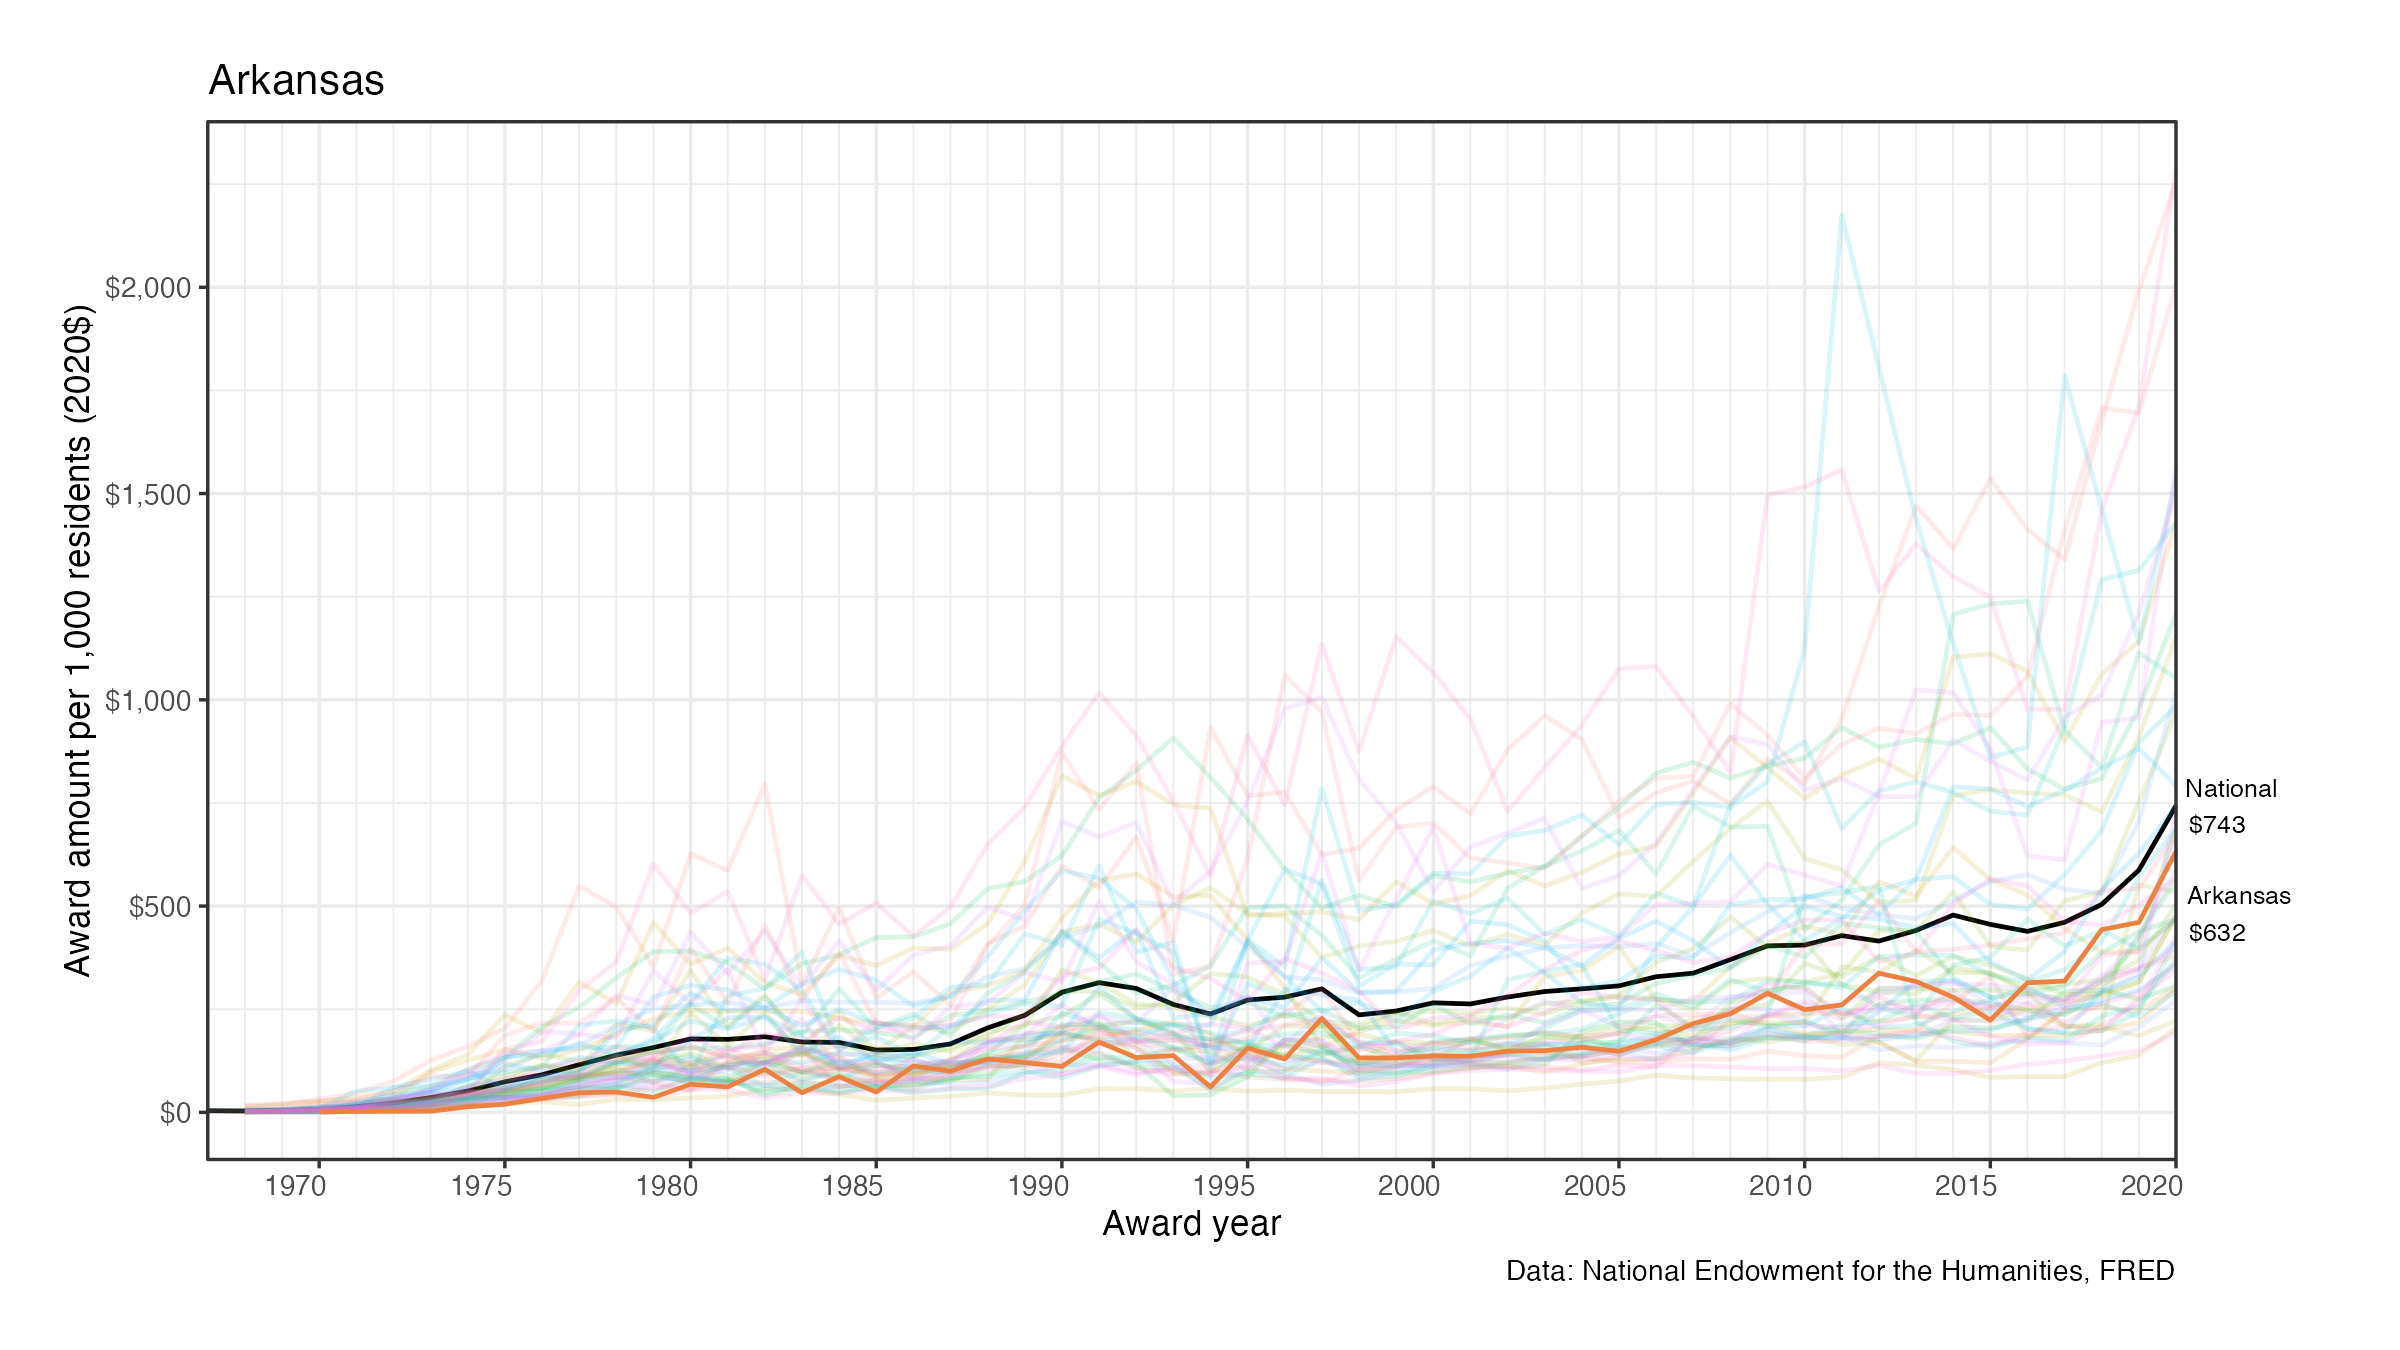 Arkansas
Award amount per 1,000 residents (2020$)
$2,000
$1,500
$1,000
$500
$0
National
$743
Arkansas
$632
1970 1975 1980 1985 1990 1995 2000 2005 2010 2015 2020
Award year
Data: National Endowment for the Humanities, FRED